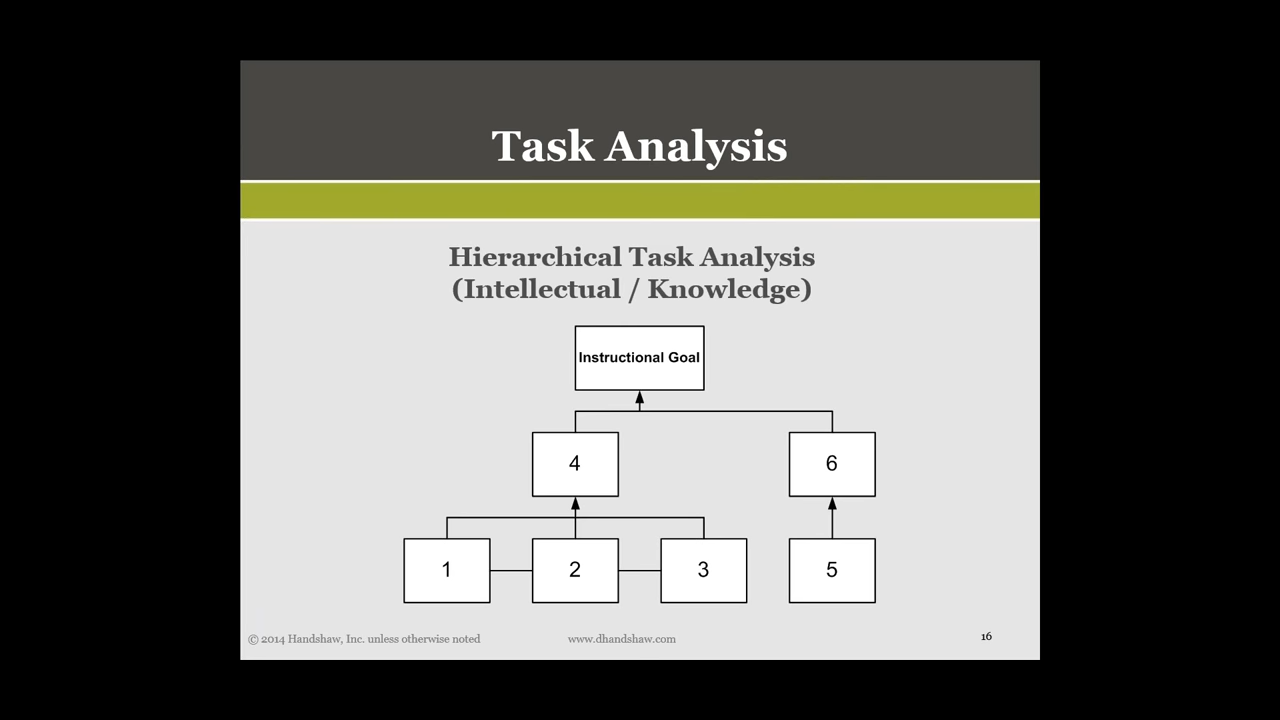 Task Analysis
Hierarchical Task Analysis
(Intellectual / Knowledge)
Instructional Goal
4
6
1
2
3
5
© 2014 Handshaw, Inc. unless otherwise noted
www.dhandshaw.com
16